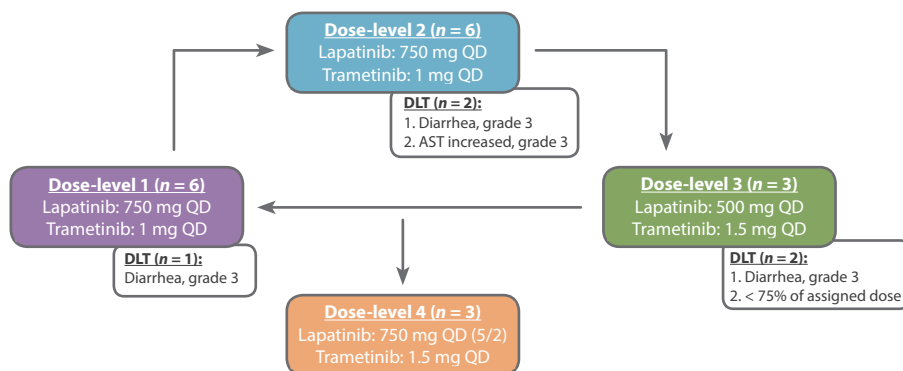 Dose-level 2 (n = 6)
Lapatinib: 750 mg QD
Trametinib: 1 mg QD
DLT (n = 2):
1. Diarrhea, grade 3
2. AST increased, grade 3
Dose-level 1 (n = 6)
Lapatinib: 750 mg QD
Trametinib: 1 mg QD
DLT (n = 1):
Diarrhea, grade 3
Dose-level 3 (n = 3)
Lapatinib: 500 mg QD
Trametinib: 1.5 mg QD
DLT (n = 2):
1. Diarrhea, grade 3
2. < 75% of assigned dose
Dose-level 4 (n = 3)
Lapatinib: 750 mg QD (5/2)
Trametinib: 1.5 mg QD